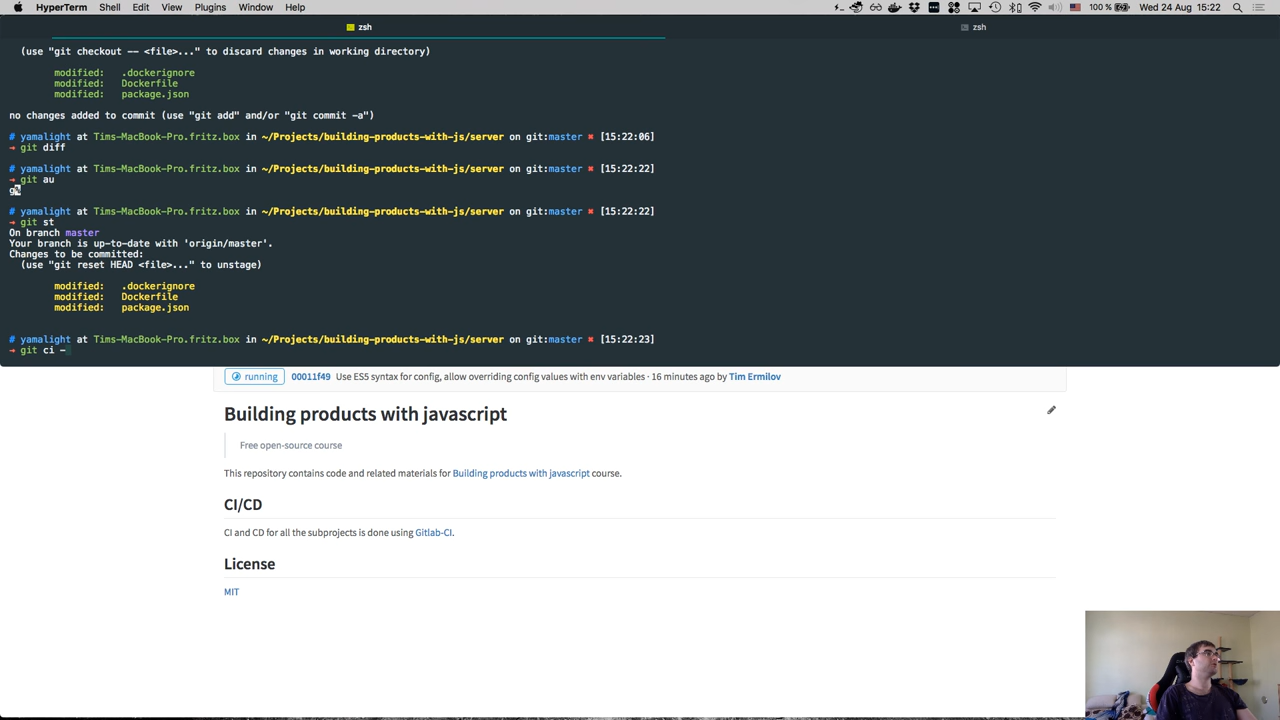 HyperTerm Shell Edit View Plugins Window Help 100 % Wed 24 Aug 15:22
zsh zsh
(use "git checkout -- <file>..." to discard changes in working directory)
modified: .dockerignore
modified: Dockerfile
modified: package.json
no changes added to commit (use "git add" and/or "git commit -a")
# yamalight at Tims-MacBook-Pro.fritz.box in ~/Projects/building-products-with-js/server on git:master ✖ [15:22:06]
→ git diff
# yamalight at Tims-MacBook-Pro.fritz.box in ~/Projects/building-products-with-js/server on git:master ✖ [15:22:22]
→ git au
# yamalight at Tims-MacBook-Pro.fritz.box in ~/Projects/building-products-with-js/server on git:master ✖ [15:22:22]
→ git st
On branch master
Your branch is up-to-date with 'origin/master'.
Changes to be committed:
(use "git reset HEAD <file>..." to unstage)
modified: .dockerignore
modified: Dockerfile
modified: package.json
# yamalight at Tims-MacBook-Pro.fritz.box in ~/Projects/building-products-with-js/server on git:master ✖ [15:22:23]
→ git ci -
running 00011f49 Use ES5 syntax for config, allow overriding config values with env variables · 16 minutes ago by Tim Ermilov
Building products with javascript
Free open-source course
This repository contains code and related materials for Building products with javascript course.
CI/CD
CI and CD for all the subprojects is done using Gitlab-CI.
License
MIT